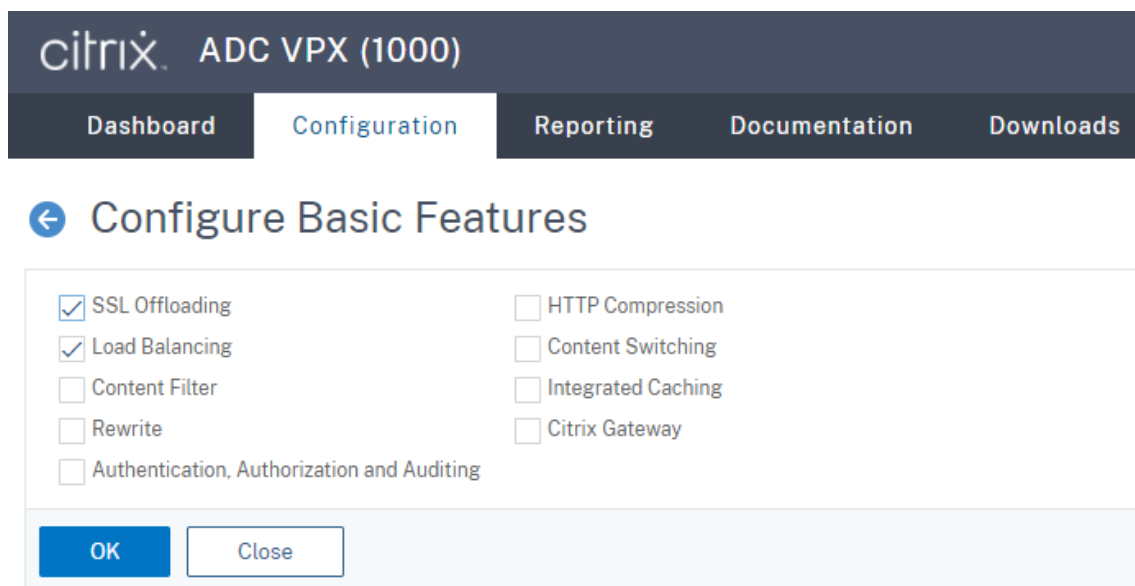 citrix. ADC VPX (1000)
Dashboard Configuration Reporting Documentation Downloads
Configure Basic Features
SSL Offloading HTTP Compression
Load Balancing Content Switching
Content Filter Integrated Caching
Rewrite Citrix Gateway
Authentication, Authorization and Auditing
OK Close